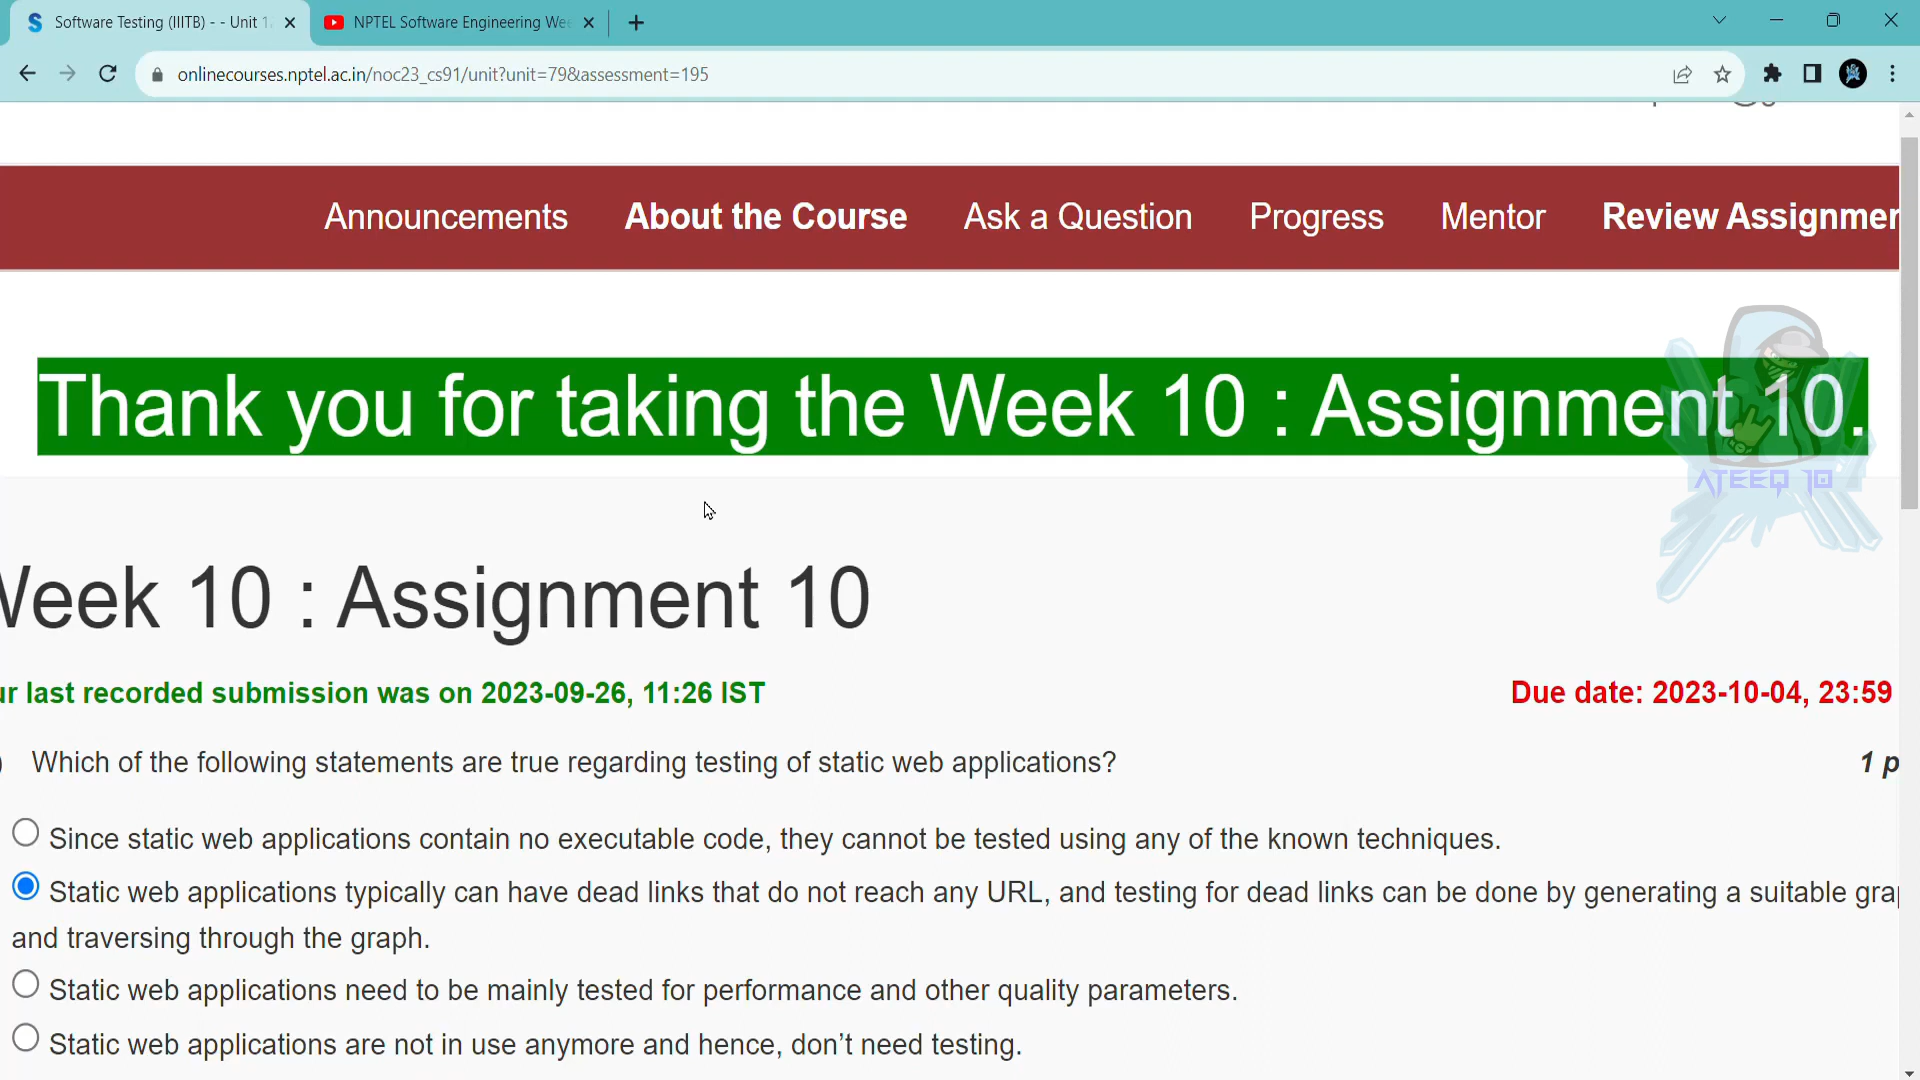 Software Testing (IIITB) - - Unit 1
NPTEL Software Engineering We
onlinecourses.nptel.ac.in/noc23_cs91/unit?unit=79&assessment=195
Announcements About the Course Ask a Question Progress Mentor Review Assignmen
Thank you for taking the Week 10 : Assignment 10.
ATEEQ 10
Week 10 : Assignment 10
ur last recorded submission was on 2023-09-26, 11:26 IST
Due date: 2023-10-04, 23:59
) Which of the following statements are true regarding testing of static web applications?
1 p
Since static web applications contain no executable code, they cannot be tested using any of the known techniques.
Static web applications typically can have dead links that do not reach any URL, and testing for dead links can be done by generating a suitable grap
and traversing through the graph.
Static web applications need to be mainly tested for performance and other quality parameters.
Static web applications are not in use anymore and hence, don’t need testing.